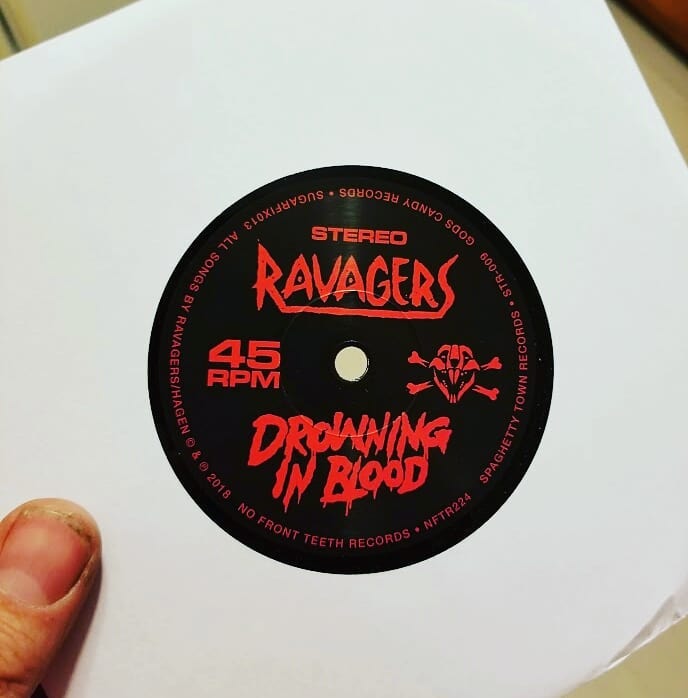 STEREO
RAVAGERS
45
RPM
DROWNING
IN BLOOD
ALL SONGS BY RAVAGERS/HAGEN © & ℗ 2018
NO FRONT TEETH RECORDS • NFTR224
SPAGHETTY TOWN RECORDS • STR-009
GODS CANDY RECORDS • SUGARFIX013